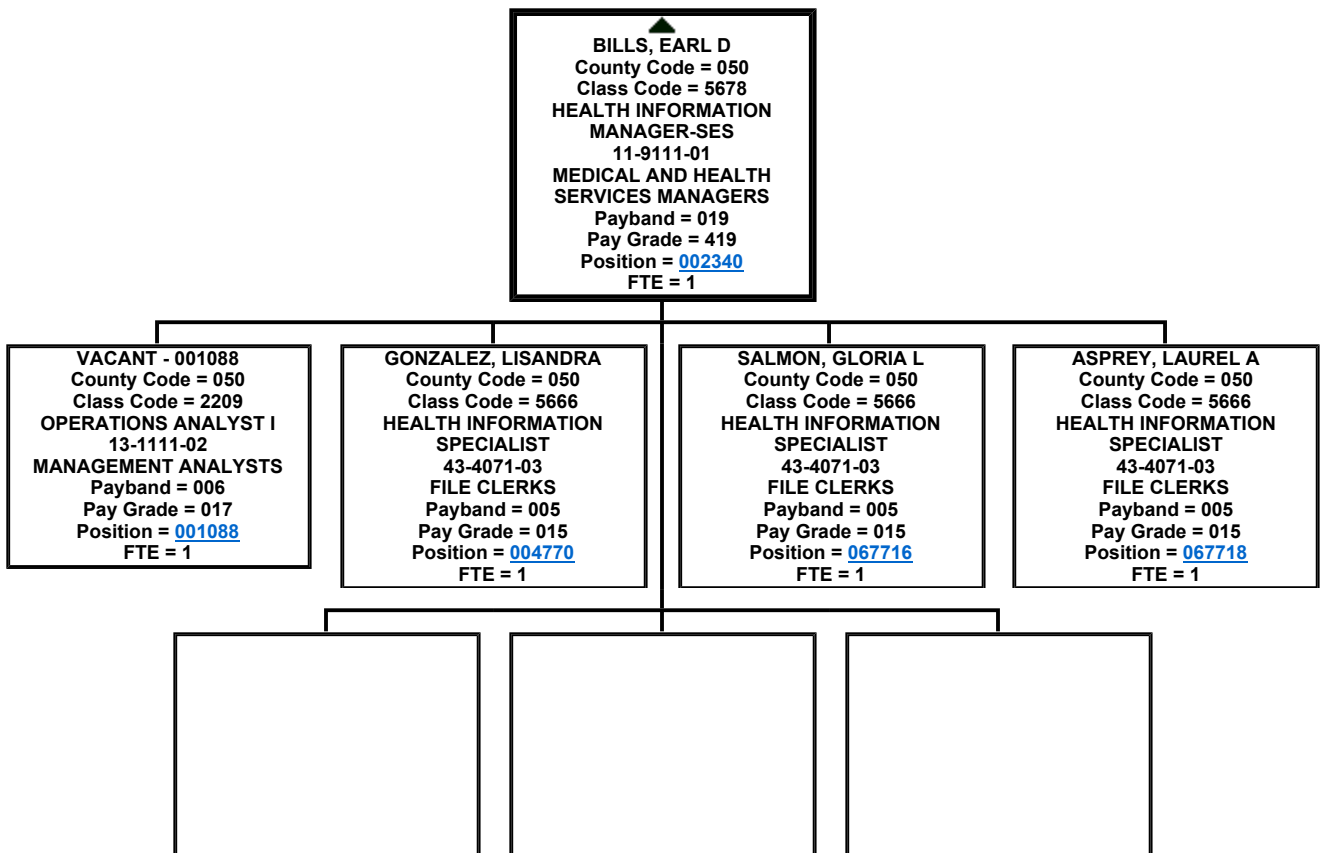 BILLS, EARL D
County Code = 050
Class Code = 5678
HEALTH INFORMATION
MANAGER-SES
11-9111-01
MEDICAL AND HEALTH
SERVICES MANAGERS
Payband = 019
Pay Grade = 419
Position = 002340
FTE = 1
VACANT - 001088
County Code = 050
Class Code = 2209
OPERATIONS ANALYST I
13-1111-02
MANAGEMENT ANALYSTS
Payband = 006
Pay Grade = 017
Position = 001088
FTE = 1
GONZALEZ, LISANDRA
County Code = 050
Class Code = 5666
HEALTH INFORMATION
SPECIALIST
43-4071-03
FILE CLERKS
Payband = 005
Pay Grade = 015
Position = 004770
FTE = 1
SALMON, GLORIA L
County Code = 050
Class Code = 5666
HEALTH INFORMATION
SPECIALIST
43-4071-03
FILE CLERKS
Payband = 005
Pay Grade = 015
Position = 067716
FTE = 1
ASPREY, LAUREL A
County Code = 050
Class Code = 5666
HEALTH INFORMATION
SPECIALIST
43-4071-03
FILE CLERKS
Payband = 005
Pay Grade = 015
Position = 067718
FTE = 1